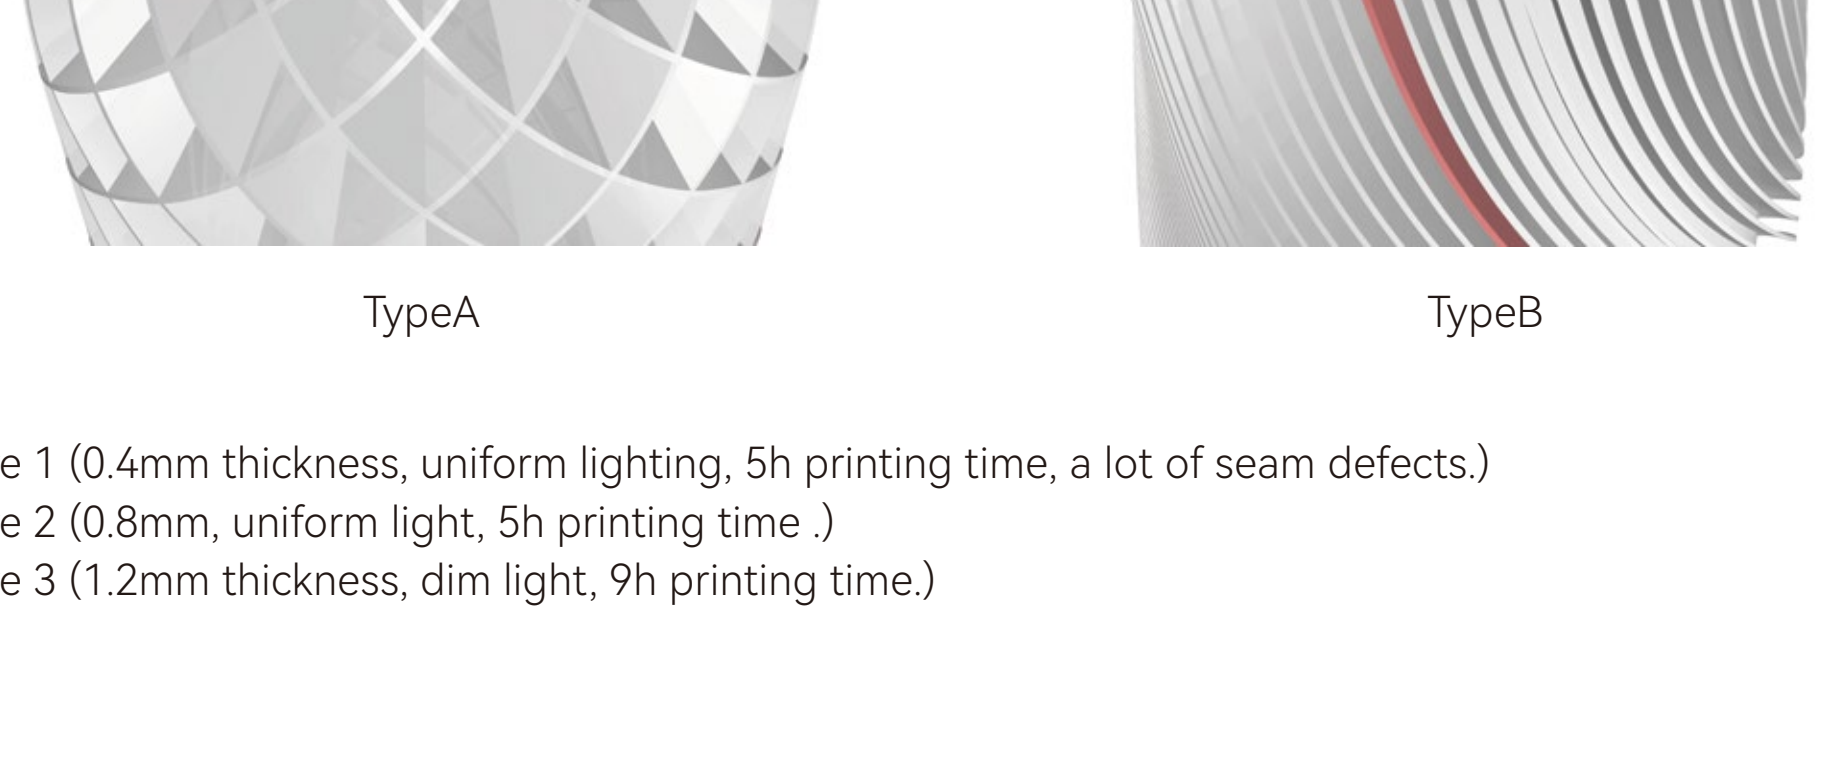 TypeA
TypeB
e 1 (0.4mm thickness, uniform lighting, 5h printing time, a lot of seam defects.)
e 2 (0.8mm, uniform light, 5h printing time .)
e 3 (1.2mm thickness, dim light, 9h printing time.)